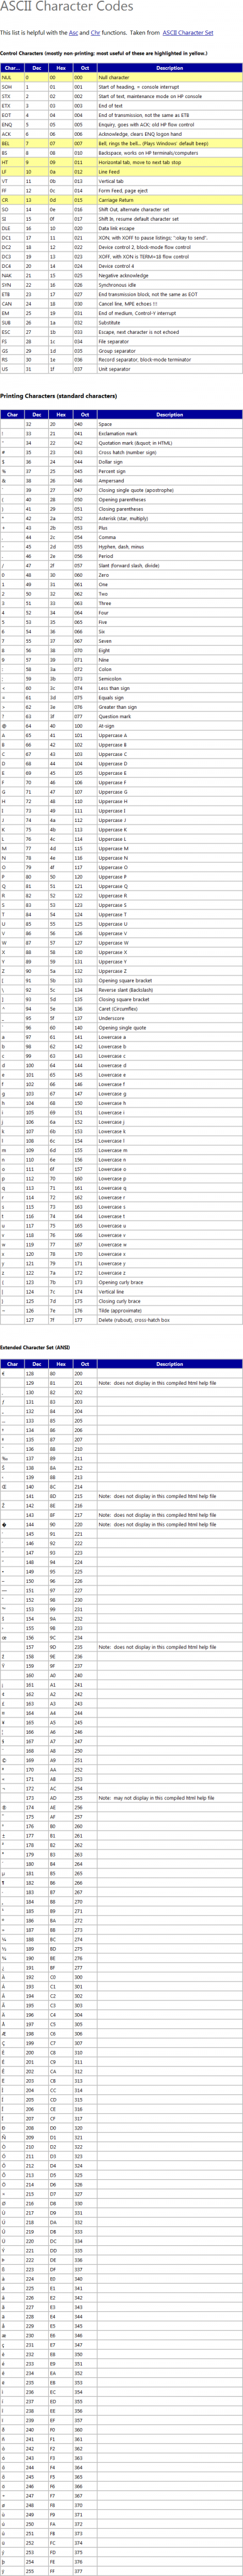 ASCII Character Codes
This list is helpful with the Asc and Chr functions. Taken from ASCII Character Set
Control Characters (mostly non-printing: most useful of these are highlighted in yellow.)
Char... Dec Hex Oct Description
NUL 0 00 000 Null character
SOH 1 01 001 Start of heading, = console interrupt
STX 2 02 002 Start of text, maintenance mode on HP console
ETX 3 03 003 End of text
EOT 4 04 004 End of transmission, not the same as ETB
ENQ 5 05 005 Enquiry, goes with ACK; old HP flow control
ACK 6 06 006 Acknowledge, clears ENQ logon hand
BEL 7 07 007 Bell, rings the bell... (Plays Windows' default beep)
BS 8 08 010 Backspace, works on HP terminals/computers
HT 9 09 011 Horizontal tab, move to next tab stop
LF 10 0a 012 Line Feed
VT 11 0b 013 Vertical tab
FF 12 0c 014 Form Feed, page eject
CR 13 0d 015 Carriage Return
SO 14 0e 016 Shift Out, alternate character set
SI 15 0f 017 Shift In, resume default character set
DLE 16 10 020 Data link escape
DC1 17 11 021 XON, with XOFF to pause listings; "okay to send".
DC2 18 12 022 Device control 2, block-mode flow control
DC3 19 13 023 XOFF, with XON is TERM=18 flow control
DC4 20 14 024 Device control 4
NAK 21 15 025 Negative acknowledge
SYN 22 16 026 Synchronous idle
ETB 23 17 027 End transmission block, not the same as EOT
CAN 24 18 030 Cancel line, MPE echoes !!!
EM 25 19 031 End of medium, Control-Y interrupt
SUB 26 1a 032 Substitute
ESC 27 1b 033 Escape, next character is not echoed
FS 28 1c 034 File separator
GS 29 1d 035 Group separator
RS 30 1e 036 Record separator, block-mode terminator
US 31 1f 037 Unit separator
Printing Characters (standard characters)
Char Dec Hex Oct Description
32 20 040 Space
! 33 21 041 Exclamation mark
" 34 22 042 Quotation mark (&quot in HTML)
# 35 23 043 Cross hatch (number sign)
$ 36 24 044 Dollar sign
% 37 25 045 Percent sign
& 38 26 046 Ampersand
' 39 27 047 Closing single quote (apostrophe)
( 40 28 050 Opening parentheses
) 41 29 051 Closing parentheses
* 42 2a 052 Asterisk (star, multiply)
+ 43 2b 053 Plus
, 44 2c 054 Comma
- 45 2d 055 Hyphen, dash, minus
. 46 2e 056 Period
/ 47 2f 057 Slant (forward slash, divide)
0 48 30 060 Zero
1 49 31 061 One
2 50 32 062 Two
3 51 33 063 Three
4 52 34 064 Four
5 53 35 065 Five
6 54 36 066 Six
7 55 37 067 Seven
8 56 38 070 Eight
9 57 39 071 Nine
: 58 3a 072 Colon
; 59 3b 073 Semicolon
< 60 3c 074 Less than sign
= 61 3d 075 Equals sign
> 62 3e 076 Greater than sign
? 63 3f 077 Question mark
@ 64 40 100 At-sign
A 65 41 101 Uppercase A
B 66 42 102 Uppercase B
C 67 43 103 Uppercase C
D 68 44 104 Uppercase D
E 69 45 105 Uppercase E
F 70 46 106 Uppercase F
G 71 47 107 Uppercase G
H 72 48 110 Uppercase H
I 73 49 111 Uppercase I
J 74 4a 112 Uppercase J
K 75 4b 113 Uppercase K
L 76 4c 114 Uppercase L
M 77 4d 115 Uppercase M
N 78 4e 116 Uppercase N
O 79 4f 117 Uppercase O
P 80 50 120 Uppercase P
Q 81 51 121 Uppercase Q
R 82 52 122 Uppercase R
S 83 53 123 Uppercase S
T 84 54 124 Uppercase T
U 85 55 125 Uppercase U
V 86 56 126 Uppercase V
W 87 57 127 Uppercase W
X 88 58 130 Uppercase X
Y 89 59 131 Uppercase Y
Z 90 5a 132 Uppercase Z
[ 91 5b 133 Opening square bracket
\ 92 5c 134 Reverse slant (Backslash)
] 93 5d 135 Closing square bracket
^ 94 5e 136 Caret (Circumflex)
_ 95 5f 137 Underscore
` 96 60 140 Opening single quote
a 97 61 141 Lowercase a
b 98 62 142 Lowercase b
c 99 63 143 Lowercase c
d 100 64 144 Lowercase d
e 101 65 145 Lowercase e
f 102 66 146 Lowercase f
g 103 67 147 Lowercase g
h 104 68 150 Lowercase h
i 105 69 151 Lowercase i
j 106 6a 152 Lowercase j
k 107 6b 153 Lowercase k
l 108 6c 154 Lowercase l
m 109 6d 155 Lowercase m
n 110 6e 156 Lowercase n
o 111 6f 157 Lowercase o
p 112 70 160 Lowercase p
q 113 71 161 Lowercase q
r 114 72 162 Lowercase r
s 115 73 163 Lowercase s
t 116 74 164 Lowercase t
u 117 75 165 Lowercase u
v 118 76 166 Lowercase v
w 119 77 167 Lowercase w
x 120 78 170 Lowercase x
y 121 79 171 Lowercase y
z 122 7a 172 Lowercase z
{ 123 7b 173 Opening curly brace
| 124 7c 174 Vertical line
} 125 7d 175 Closing curly brace
~ 126 7e 176 Tilde (approximate)
127 7f 177 Delete (rubout), cross-hatch box
Extended Character Set (ANSI)
Char Dec Hex Oct Description
€ 128 80 200
129 81 201 Note: does not display in this compiled html help file
‚ 130 82 202
ƒ 131 83 203
„ 132 84 204
… 133 85 205
† 134 86 206
‡ 135 87 207
ˆ 136 88 210
‰ 137 89 211
Š 138 8A 212
‹ 139 8B 213
Œ 140 8C 214
141 8D 215 Note: does not display in this compiled html help file
Ž 142 8E 216
143 8F 217 Note: does not display in this compiled html help file
� 144 90 220 Note: does not display in this compiled html help file
‘ 145 91 221
’ 146 92 222
“ 147 93 223
” 148 94 224
• 149 95 225
– 150 96 226
— 151 97 227
˜ 152 98 230
™ 153 99 231
š 154 9A 232
› 155 9B 233
œ 156 9C 234
157 9D 235 Note: does not display in this compiled html help file
ž 158 9E 236
Ÿ 159 9F 237
160 A0 240
¡ 161 A1 241
¢ 162 A2 242
£ 163 A3 243
¤ 164 A4 244
¥ 165 A5 245
¦ 166 A6 246
§ 167 A7 247
¨ 168 A8 250
© 169 A9 251
ª 170 AA 252
« 171 AB 253
¬ 172 AC 254
173 AD 255 Note: may not display in this compiled html help file
® 174 AE 256
¯ 175 AF 257
° 176 B0 260
± 177 B1 261
² 178 B2 262
³ 179 B3 263
´ 180 B4 264
µ 181 B5 265
¶ 182 B6 266
· 183 B7 267
¸ 184 B8 270
¹ 185 B9 271
º 186 BA 272
» 187 BB 273
¼ 188 BC 274
½ 189 BD 275
¾ 190 BE 276
¿ 191 BF 277
À 192 C0 300
Á 193 C1 301
Â 194 C2 302
Ã 195 C3 303
Ä 196 C4 304
Å 197 C5 305
Æ 198 C6 306
Ç 199 C7 307
È 200 C8 310
É 201 C9 311
Ê 202 CA 312
Ë 203 CB 313
Ì 204 CC 314
Í 205 CD 315
Î 206 CE 316
Ï 207 CF 317
Ð 208 D0 320
Ñ 209 D1 321
Ò 210 D2 322
Ó 211 D3 323
Ô 212 D4 324
Õ 213 D5 325
Ö 214 D6 326
× 215 D7 327
Ø 216 D8 330
Ù 217 D9 331
Ú 218 DA 332
Û 219 DB 333
Ü 220 DC 334
Ý 221 DD 335
Þ 222 DE 336
ß 223 DF 337
à 224 E0 340
á 225 E1 341
â 226 E2 342
ã 227 E3 343
ä 228 E4 344
å 229 E5 345
æ 230 E6 346
ç 231 E7 347
è 232 E8 350
é 233 E9 351
ê 234 EA 352
ë 235 EB 353
ì 236 EC 354
í 237 ED 355
î 238 EE 356
ï 239 EF 357
ð 240 F0 360
ñ 241 F1 361
ò 242 F2 362
ó 243 F3 363
ô 244 F4 364
õ 245 F5 365
ö 246 F6 366
÷ 247 F7 367
ø 248 F8 370
ù 249 F9 371
ú 250 FA 372
û 251 FB 373
ü 252 FC 374
ý 253 FD 375
þ 254 FE 376
ÿ 255 FF 377